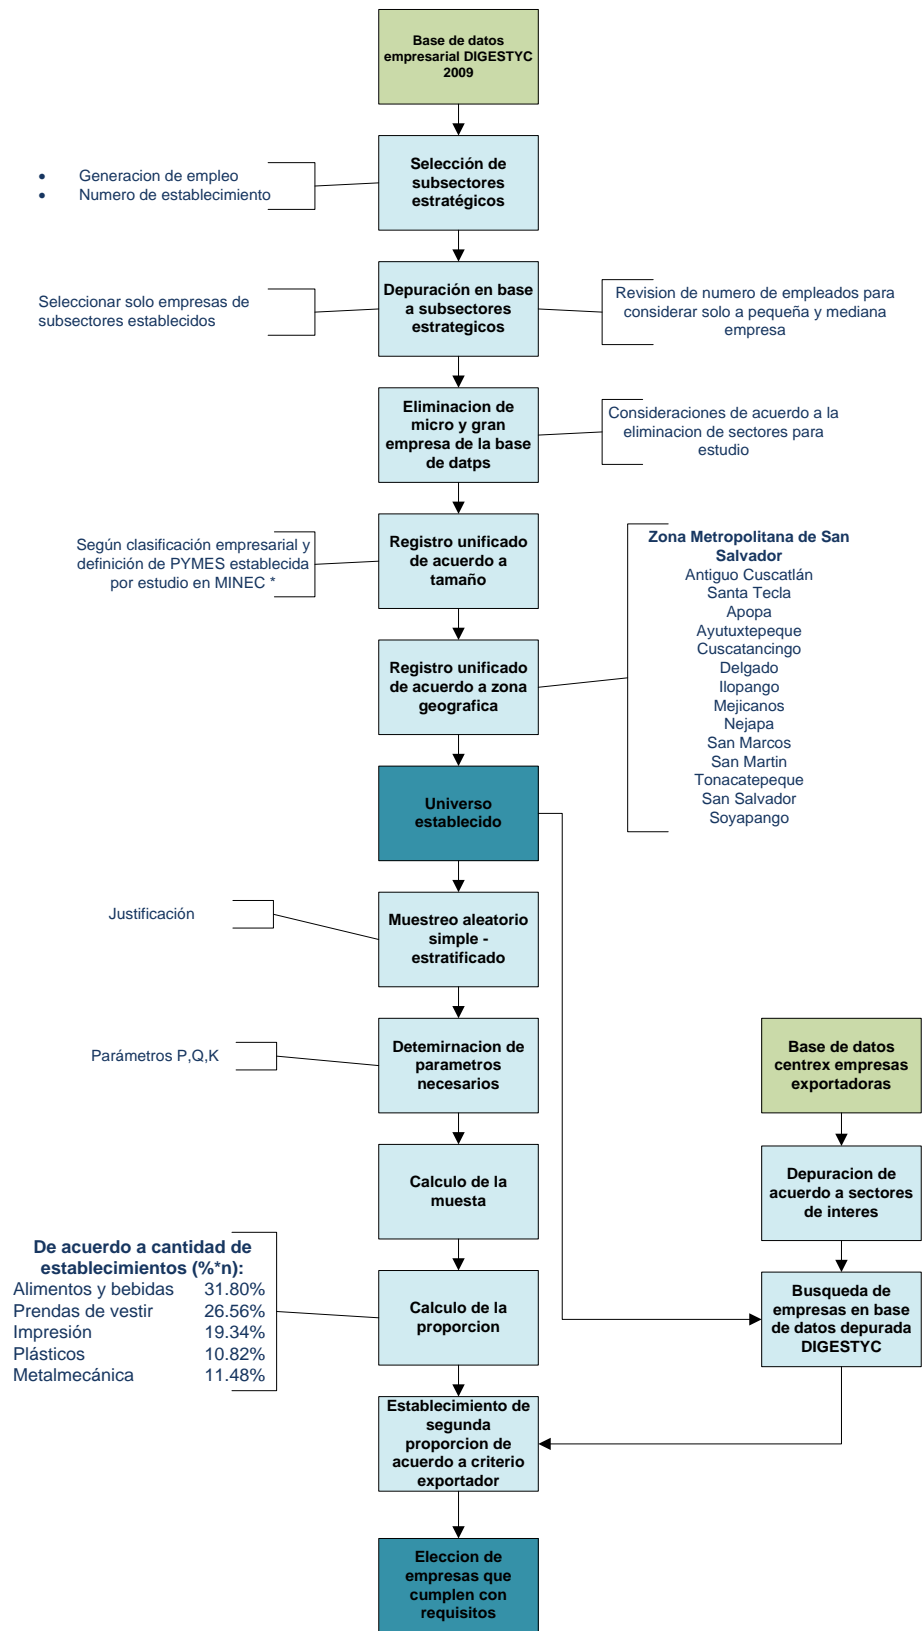 Base de datos
empresarial DIGESTYC
2009
Selección de
subsectores
estratégicos
• Generacion de empleo
• Numero de establecimiento
Depuración en base
a subsectores
estrategicos
Seleccionar solo empresas de
subsectores establecidos
Revision de numero de empleados para
considerar solo a pequeña y mediana
empresa
Eliminacion de
micro y gran
empresa de la base
de datps
Consideraciones de acuerdo a la
eliminacion de sectores para
estudio
Registro unificado
de acuerdo a
tamaño
Según clasificación empresarial y
definición de PYMES establecida
por estudio en MINEC *
Registro unificado
de acuerdo a zona
geografica
Zona Metropolitana de San
Salvador
Antiguo Cuscatlán
Santa Tecla
Apopa
Ayutuxtepeque
Cuscatancingo
Delgado
Ilopango
Mejicanos
Nejapa
San Marcos
San Martin
Tonacatepeque
San Salvador
Soyapango
Universo
establecido
Muestreo aleatorio
simple -
estratificado
Justificación
Detemirnacion de
parametros
necesarios
Parámetros P,Q,K
Calculo de la
muesta
Calculo de la
proporcion
De acuerdo a cantidad de
establecimientos (%*n):
Alimentos y bebidas 31.80%
Prendas de vestir 26.56%
Impresión 19.34%
Plásticos 10.82%
Metalmecánica 11.48%
Base de datos
centrex empresas
exportadoras
Depuracion de
acuerdo a sectores
de interes
Busqueda de
empresas en base
de datos depurada
DIGESTYC
Establecimiento de
segunda
proporcion de
acuerdo a criterio
exportador
Eleccion de
empresas que
cumplen con
requisitos